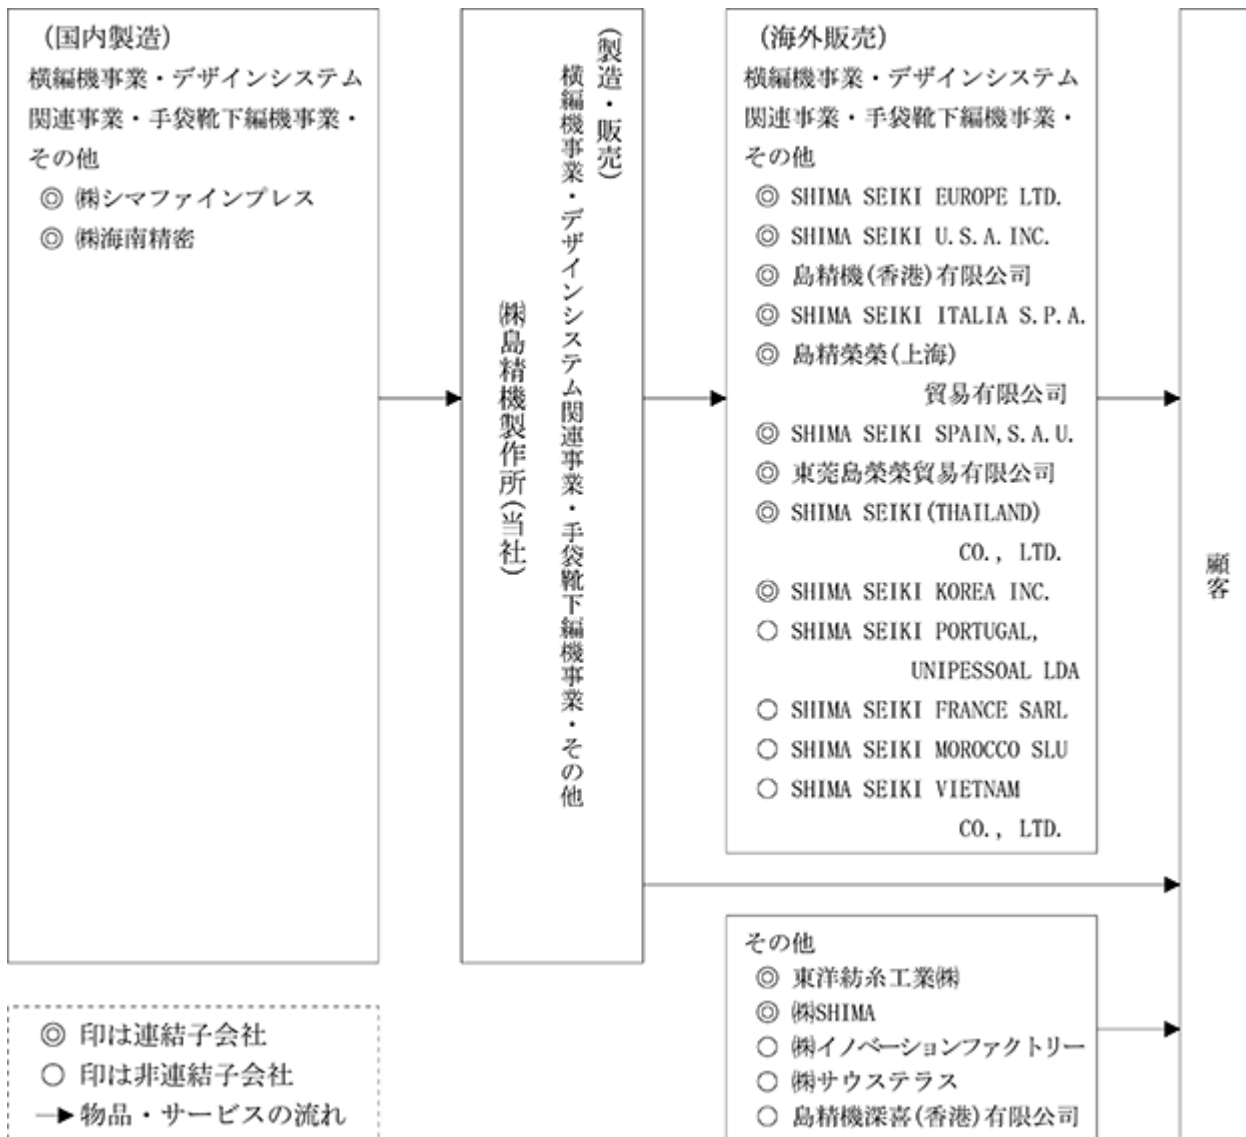 (国内製造)
横編機事業・デザインシステム
関連事業・手袋靴下編機事業・
その他
◎ ㈱シマファインプレス
◎ ㈱海南精密
(製造・販売)
横編機事業・デザインシステム関連事業・手袋靴下編機事業・その他
㈱島精機製作所(当社)
(海外販売)
横編機事業・デザインシステム
関連事業・手袋靴下編機事業・
その他
◎ SHIMA SEIKI EUROPE LTD.
◎ SHIMA SEIKI U.S.A.INC.
◎ 島精機(香港)有限公司
◎ SHIMA SEIKI ITALIA S.P.A.
◎ 島精榮榮(上海)
貿易有限公司
◎ SHIMA SEIKI SPAIN,S.A.U.
◎ 東莞島榮榮貿易有限公司
◎ SHIMA SEIKI(THAILAND)
CO., LTD.
◎ SHIMA SEIKI KOREA INC.
○ SHIMA SEIKI PORTUGAL,
UNIPESSOAL LDA
○ SHIMA SEIKI FRANCE SARL
○ SHIMA SEIKI MOROCCO SLU
○ SHIMA SEIKI VIETNAM
CO., LTD.
その他
◎ 東洋紡糸工業㈱
◎ ㈱SHIMA
○ ㈱イノベーションファクトリー
○ ㈱サウステラス
○ 島精機深喜(香港)有限公司
顧客
◎ 印は連結子会社
○ 印は非連結子会社
→ 物品・サービスの流れ